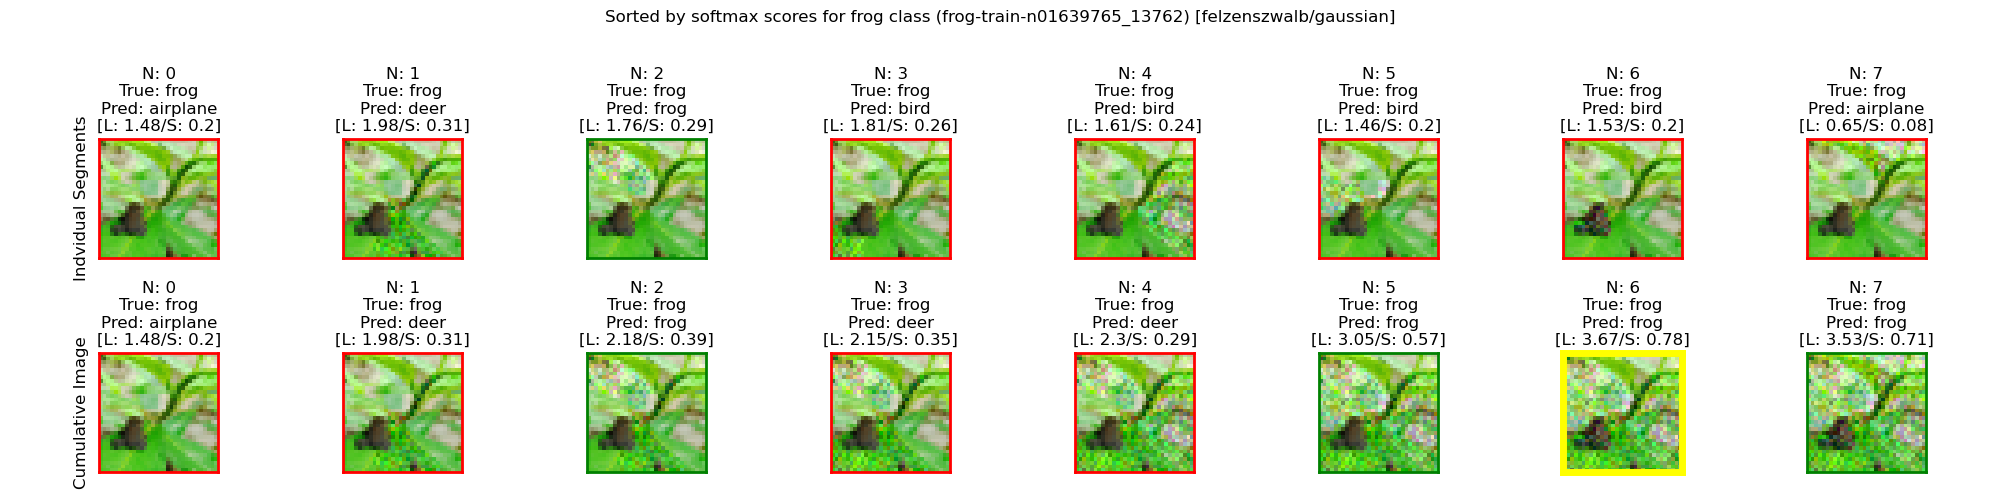 Sorted by softmax scores for frog class (frog-train-n01639765_13762) [felzenszwalb/gaussian]
Indvidual Segments
N: 0
True: frog
Pred: airplane
[L: 1.48/S: 0.2]
N: 1
True: frog
Pred: deer
[L: 1.98/S: 0.31]
N: 2
True: frog
Pred: frog
[L: 1.76/S: 0.29]
N: 3
True: frog
Pred: bird
[L: 1.81/S: 0.26]
N: 4
True: frog
Pred: bird
[L: 1.61/S: 0.24]
N: 5
True: frog
Pred: bird
[L: 1.46/S: 0.2]
N: 6
True: frog
Pred: bird
[L: 1.53/S: 0.2]
N: 7
True: frog
Pred: airplane
[L: 0.65/S: 0.08]
Cumulative Image
N: 0
True: frog
Pred: airplane
[L: 1.48/S: 0.2]
N: 1
True: frog
Pred: deer
[L: 1.98/S: 0.31]
N: 2
True: frog
Pred: frog
[L: 2.18/S: 0.39]
N: 3
True: frog
Pred: deer
[L: 2.15/S: 0.35]
N: 4
True: frog
Pred: deer
[L: 2.3/S: 0.29]
N: 5
True: frog
Pred: frog
[L: 3.05/S: 0.57]
N: 6
True: frog
Pred: frog
[L: 3.67/S: 0.78]
N: 7
True: frog
Pred: frog
[L: 3.53/S: 0.71]